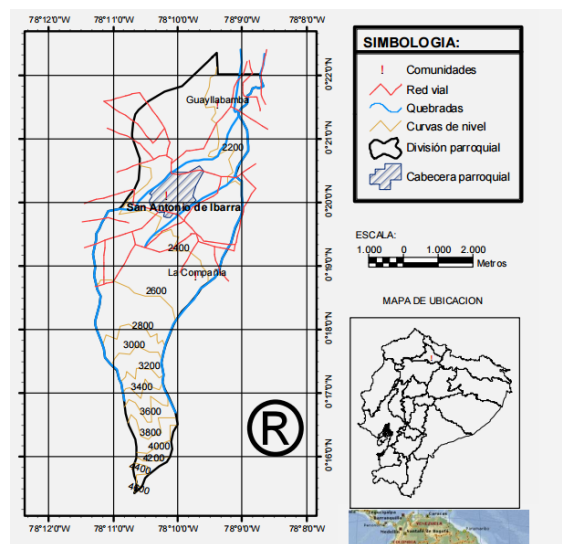 78°12'0"W 78°11'0"W 78°10'0"W 78°9'0"W 78°8'0"W
0°22'0"N
Guayllabamba
0°21'0"N
2200
0°20'0"N
San Antonio de Ibarra
2400
0°19'0"N
La Compañia
2600
0°18'0"N
2800
3000
3200
3400
0°17'0"N
3600
3800
4000
0°16'0"N
4200
4400
4600
78°12'0"W 78°11'0"W 78°10'0"W 78°9'0"W 78°8'0"W
®
SIMBOLOGIA:
! Comunidades
Red vial
Quebradas
Curvas de nivel
División parroquial
Cabecera parroquial
ESCALA:
1.000 0 1.000 2.000
Metros
MAPA DE UBICACION